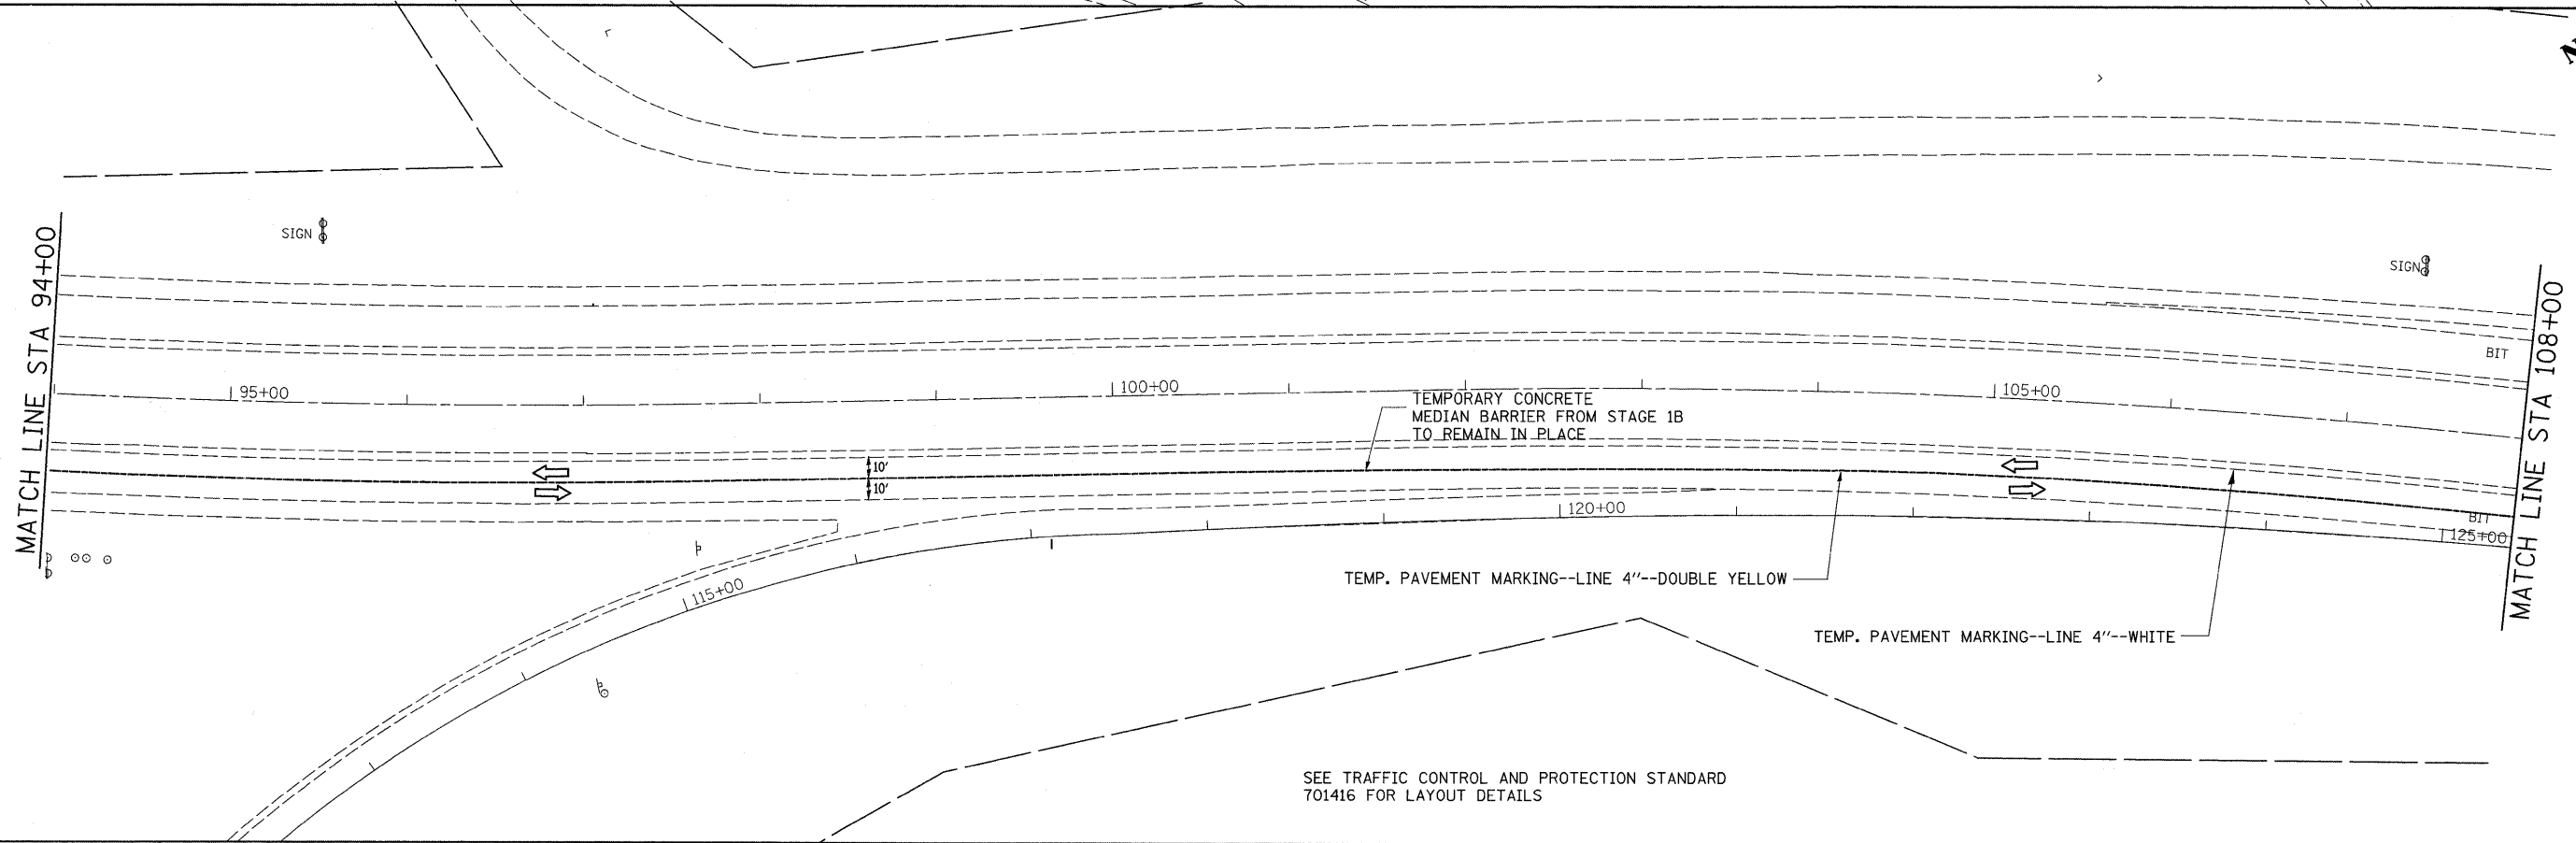 N
SIGN
SIGN
MATCH LINE STA 94+00
MATCH LINE STA 108+00
BIT
95+00
100+00
105+00
TEMPORARY CONCRETE
MEDIAN BARRIER FROM STAGE 1B
TO REMAIN IN PLACE
10'
10'
120+00
BIT
125+00
115+00
TEMP. PAVEMENT MARKING--LINE 4"--DOUBLE YELLOW
TEMP. PAVEMENT MARKING--LINE 4"--WHITE
SEE TRAFFIC CONTROL AND PROTECTION STANDARD
701416 FOR LAYOUT DETAILS